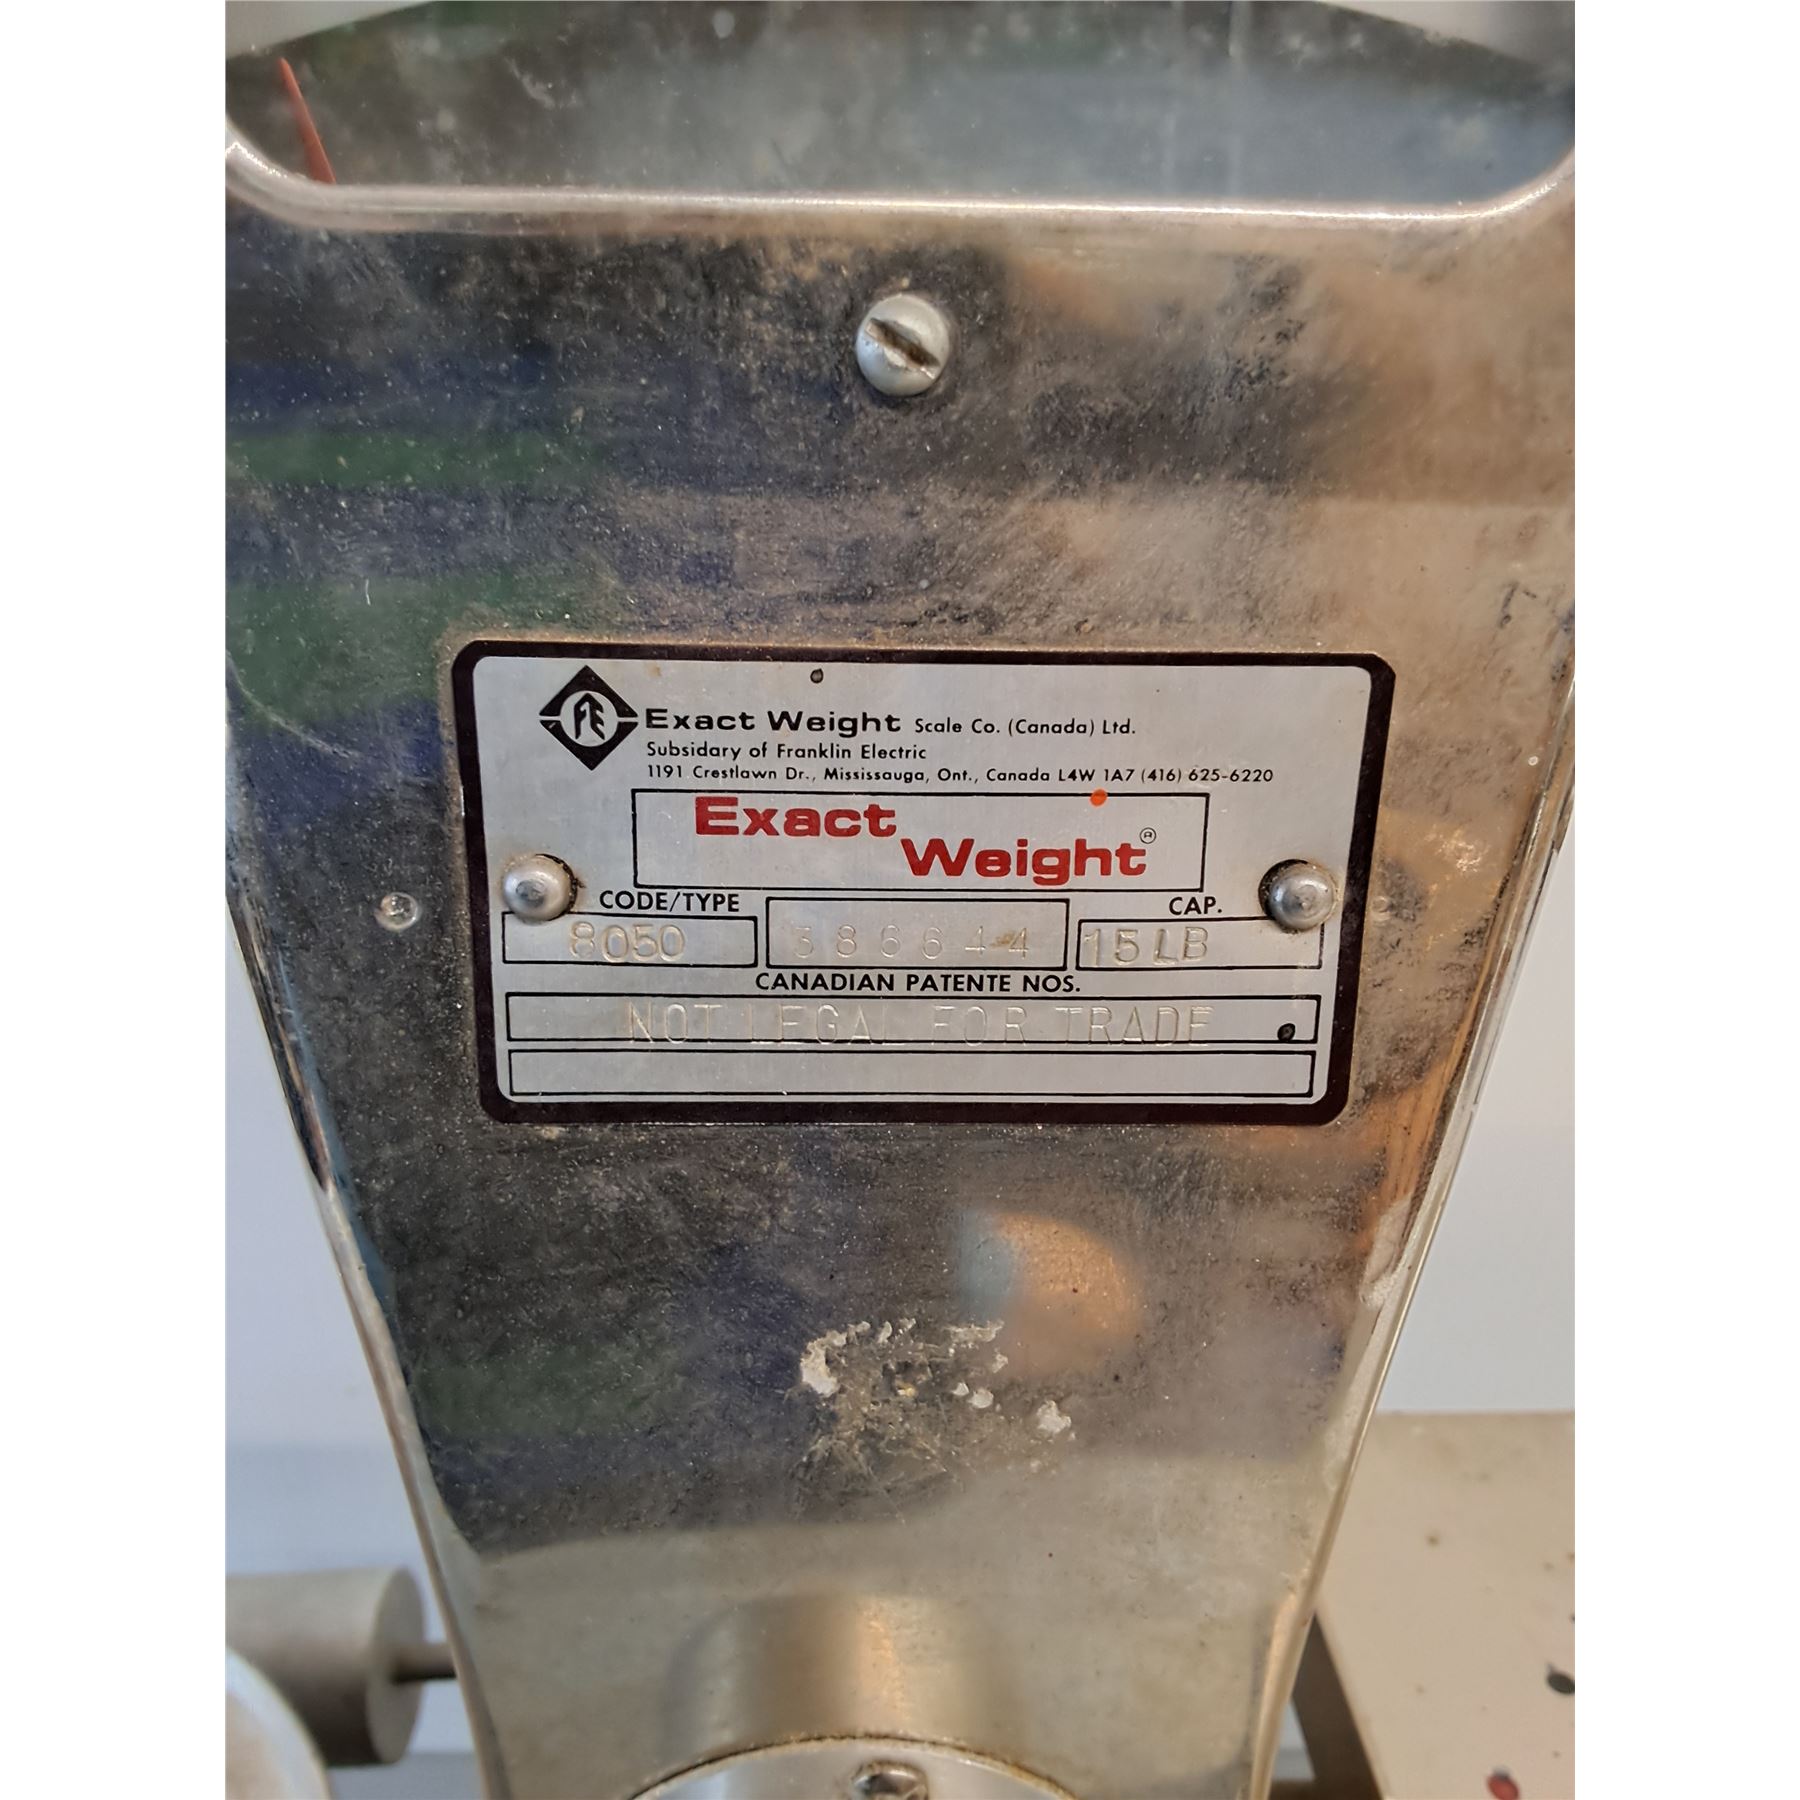 FE
Exact Weight Scale Co. (Canada) Ltd.
Subsidary of Franklin Electric
1191 Crestlawn Dr., Mississauga, Ont., Canada L4W 1A7 (416) 625-6220
Exact
Weight®
CODE/TYPE CAP.
8050 386644 15 LB
CANADIAN PATENTE NOS.
NOT LEGAL FOR TRADE